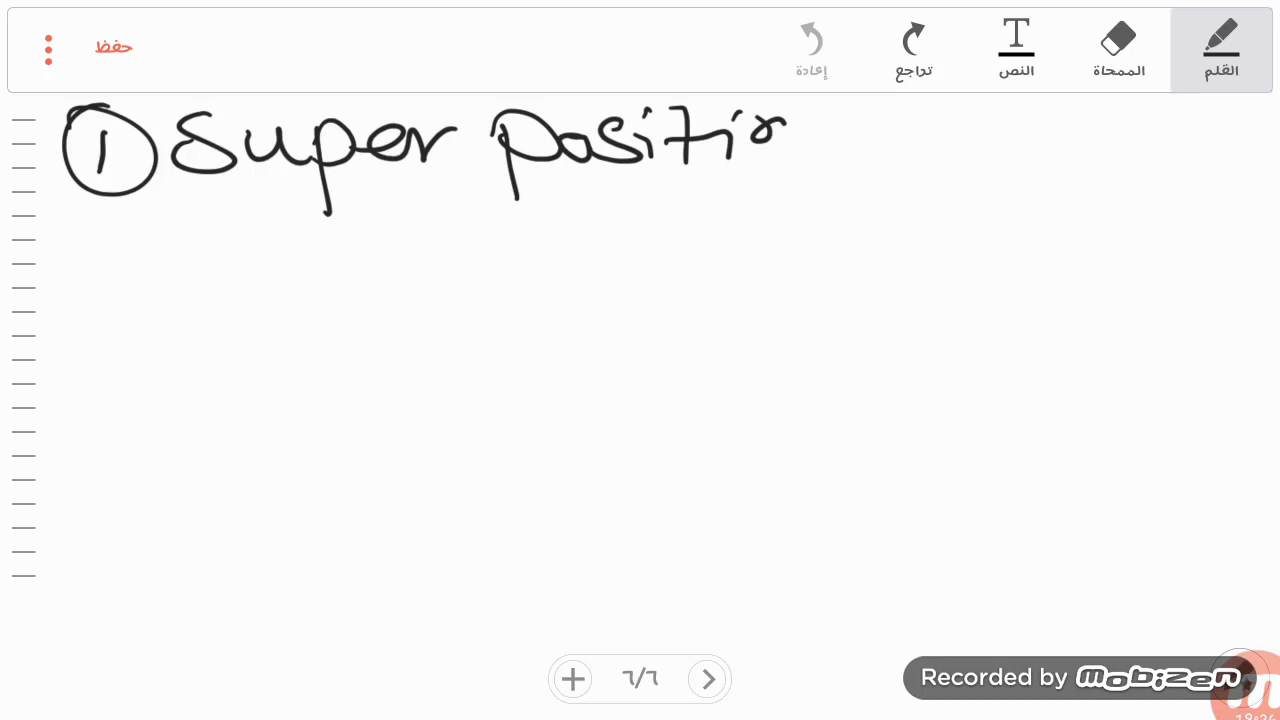 حفظ
إعادة تراجع النص الممحاة القلم
① Super positio
٦/٦
Recorded by mobizen